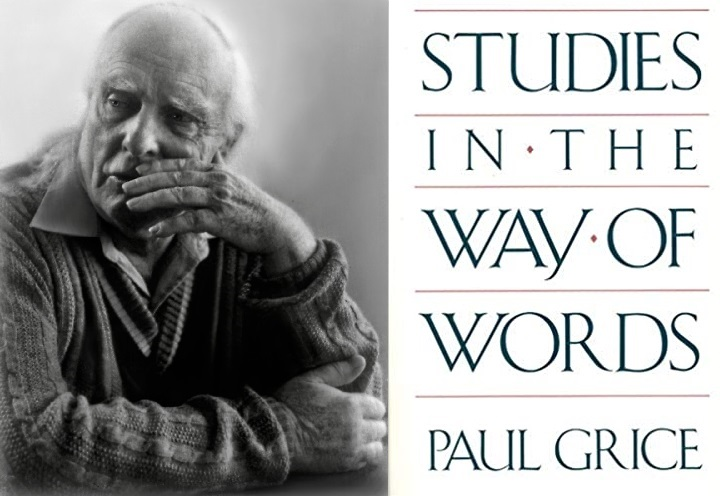 STUDIES
IN · THE
WAY · OF
WORDS
PAUL GRICE